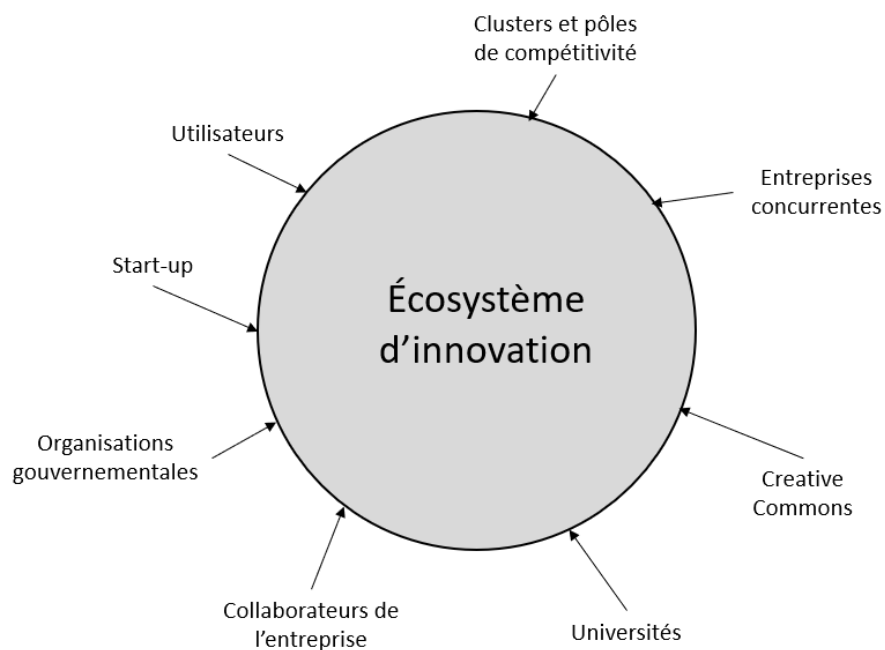 Clusters et pôles
de compétitivité
Utilisateurs
Entreprises
concurrentes
Start-up
Écosystème
d’innovation
Organisations
gouvernementales
Creative
Commons
Collaborateurs de
l’entreprise
Universités